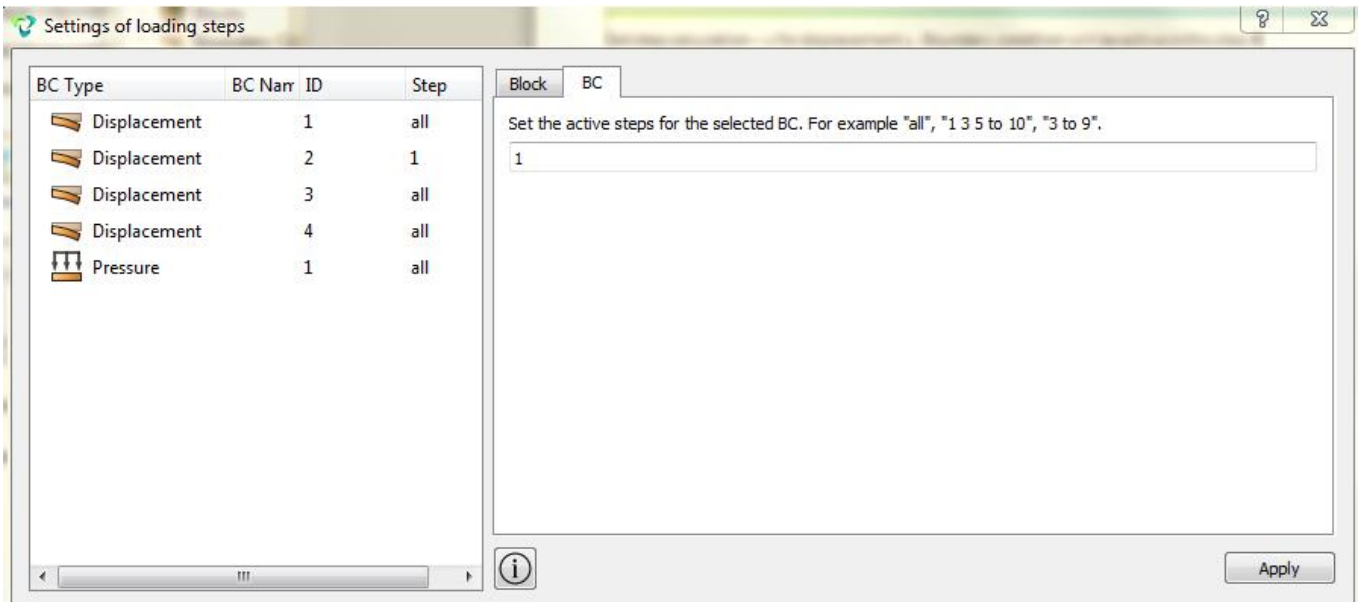 Settings of loading steps
BC Type BC Nam ID Step
Displacement 1 all
Displacement 2 1
Displacement 3 all
Displacement 4 all
Pressure 1 all
Block BC
Set the active steps for the selected BC. For example "all", "1 3 5 to 10", "3 to 9".
1
Apply